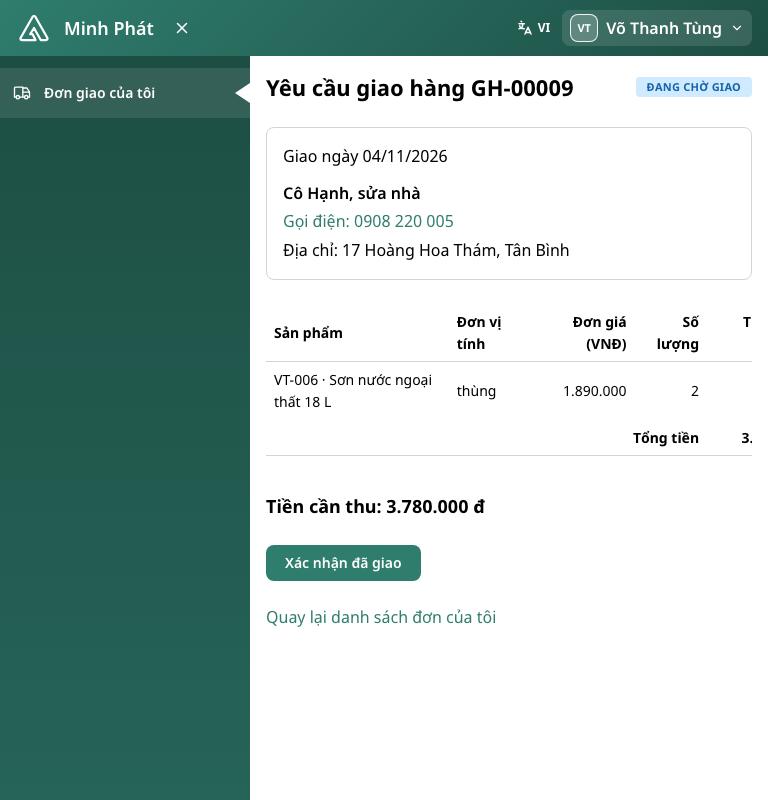 Minh Phát
VI
VT
Võ Thanh Tùng
Đơn giao của tôi
Yêu cầu giao hàng GH-00009
ĐANG CHỜ GIAO
Giao ngày 04/11/2026
Cô Hạnh, sửa nhà
Gọi điện: 0908 220 005
Địa chỉ: 17 Hoàng Hoa Thám, Tân Bình
Sản phẩm
Đơn vị
tính
Đơn giá
(VNĐ)
Số
lượng
T
VT-006 · Sơn nước ngoại
thất 18 L
thùng
1.890.000
2
Tổng tiền
3.
Tiền cần thu: 3.780.000 đ
Xác nhận đã giao
Quay lại danh sách đơn của tôi